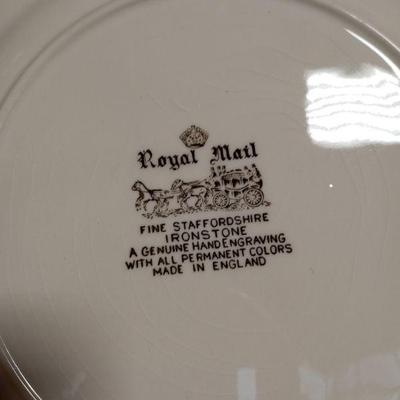 Royal Mail
FINE STAFFORDSHIRE
IRONSTONE
A GENUINE HAND ENGRAVING
WITH ALL PERMANENT COLORS
MADE IN ENGLAND